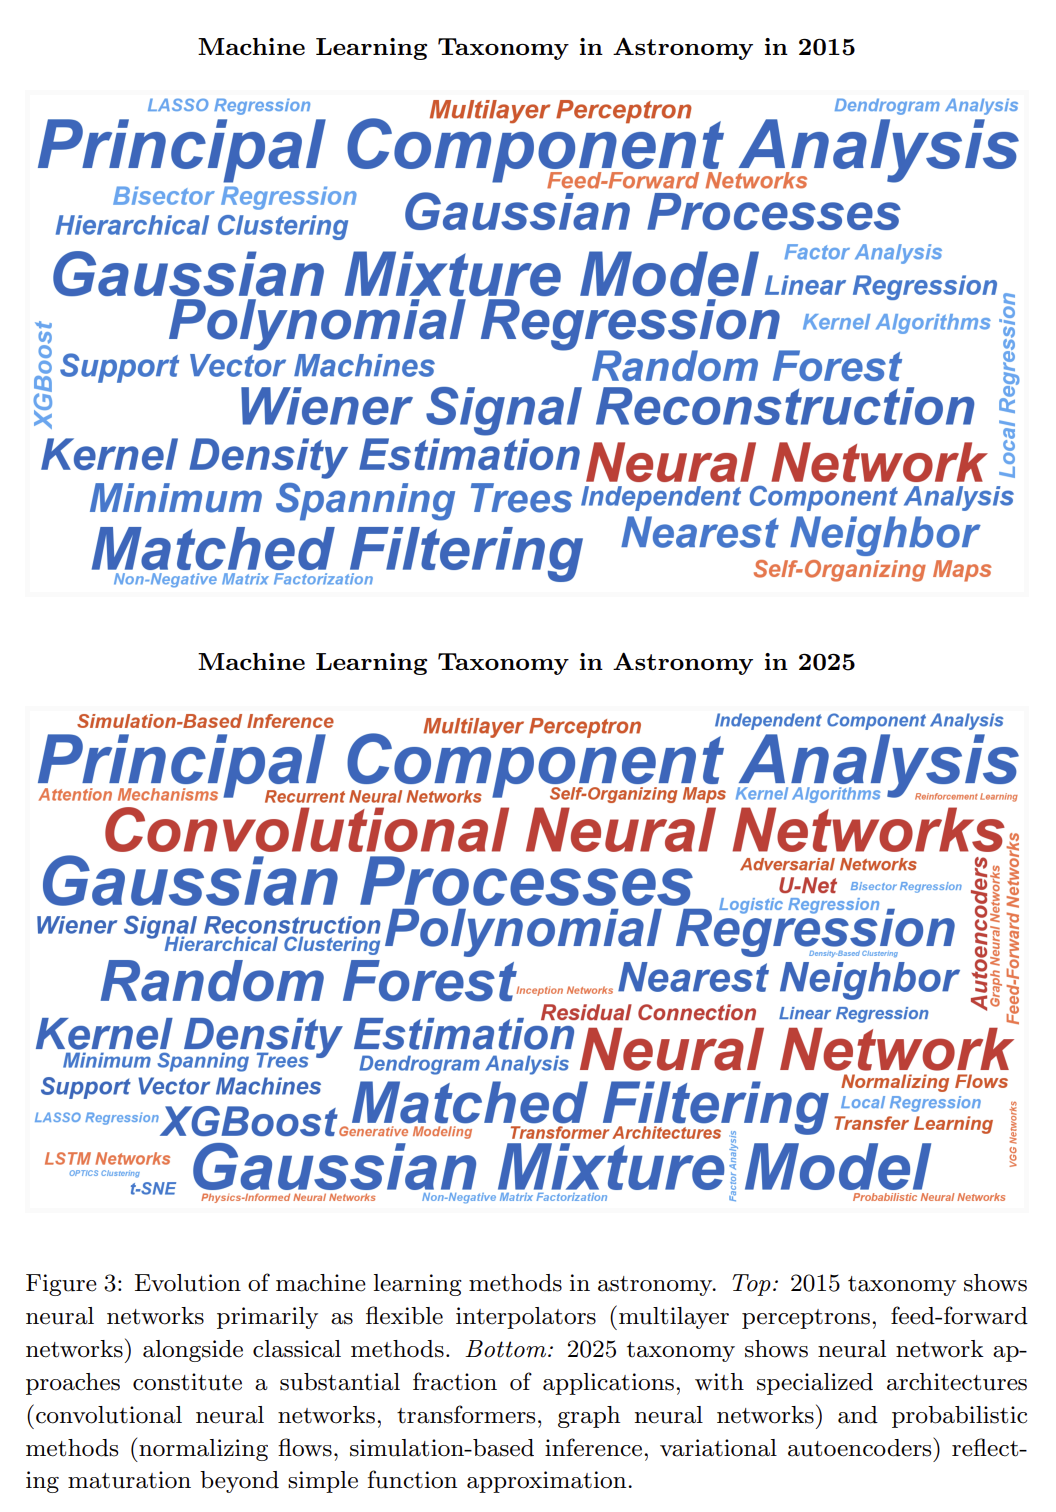 Machine Learning Taxonomy in Astronomy in 2015
LASSO Regression
Multilayer Perceptron
Dendrogram Analysis
Principal Component Analysis
Feed-Forward Networks
Bisector Regression
Gaussian Processes
Hierarchical Clustering
Factor Analysis
Gaussian Mixture Model
Linear Regression
Polynomial Regression
Kernel Algorithms
Local Regression
XGBoost
Support Vector Machines
Random Forest
Wiener Signal Reconstruction
Kernel Density Estimation
Neural Network
Minimum Spanning Trees
Independent Component Analysis
Matched Filtering
Nearest Neighbor
Self-Organizing Maps
Non-Negative Matrix Factorization
Machine Learning Taxonomy in Astronomy in 2025
Simulation-Based Inference
Multilayer Perceptron
Independent Component Analysis
Principal Component Analysis
Attention Mechanisms
Recurrent Neural Networks
Self-Organizing Maps
Kernel Algorithms
Reinforcement Learning
Convolutional Neural Networks
Gaussian Processes
Adversarial Networks
U-Net
Bisector Regression
Logistic Regression
Autoencoders
Graph Neural Networks
Feed-Forward Networks
Wiener Signal Reconstruction
Hierarchical Clustering
Polynomial Regression
Density-Based Clustering
Random Forest
Inception Networks
Nearest Neighbor
Residual Connection
Linear Regression
Kernel Density Estimation
Neural Network
Minimum Spanning Trees
Dendrogram Analysis
Support Vector Machines
Matched Filtering
Normalizing Flows
Local Regression
LASSO Regression
XGBoost
Generative Modeling
Transformer Architectures
Transfer Learning
VGG Networks
LSTM Networks
OPTICS Clustering
t-SNE
Gaussian Mixture Model
Factor Analysis
Physics-Informed Neural Networks
Non-Negative Matrix Factorization
Probabilistic Neural Networks
Figure 3: Evolution of machine learning methods in astronomy. Top: 2015 taxonomy shows
neural networks primarily as flexible interpolators (multilayer perceptrons, feed-forward
networks) alongside classical methods. Bottom: 2025 taxonomy shows neural network ap-
proaches constitute a substantial fraction of applications, with specialized architectures
(convolutional neural networks, transformers, graph neural networks) and probabilistic
methods (normalizing flows, simulation-based inference, variational autoencoders) reflect-
ing maturation beyond simple function approximation.